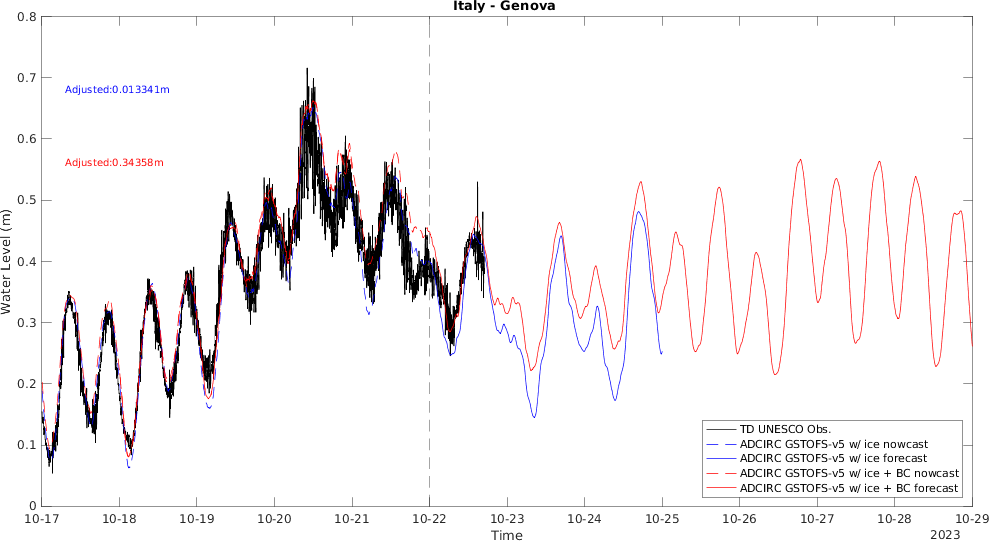 Italy - Genova
Water Level (m)
0.8
0.7
0.6
0.5
0.4
0.3
0.2
0.1
0
Adjusted:0.013341m
Adjusted:0.34358m
TD UNESCO Obs.
ADCIRC GSTOFS-v5 w/ ice nowcast
ADCIRC GSTOFS-v5 w/ ice forecast
ADCIRC GSTOFS-v5 w/ ice + BC nowcast
ADCIRC GSTOFS-v5 w/ ice + BC forecast
10-17 10-18 10-19 10-20 10-21 10-22 10-23 10-24 10-25 10-26 10-27 10-28 10-29
Time
2023